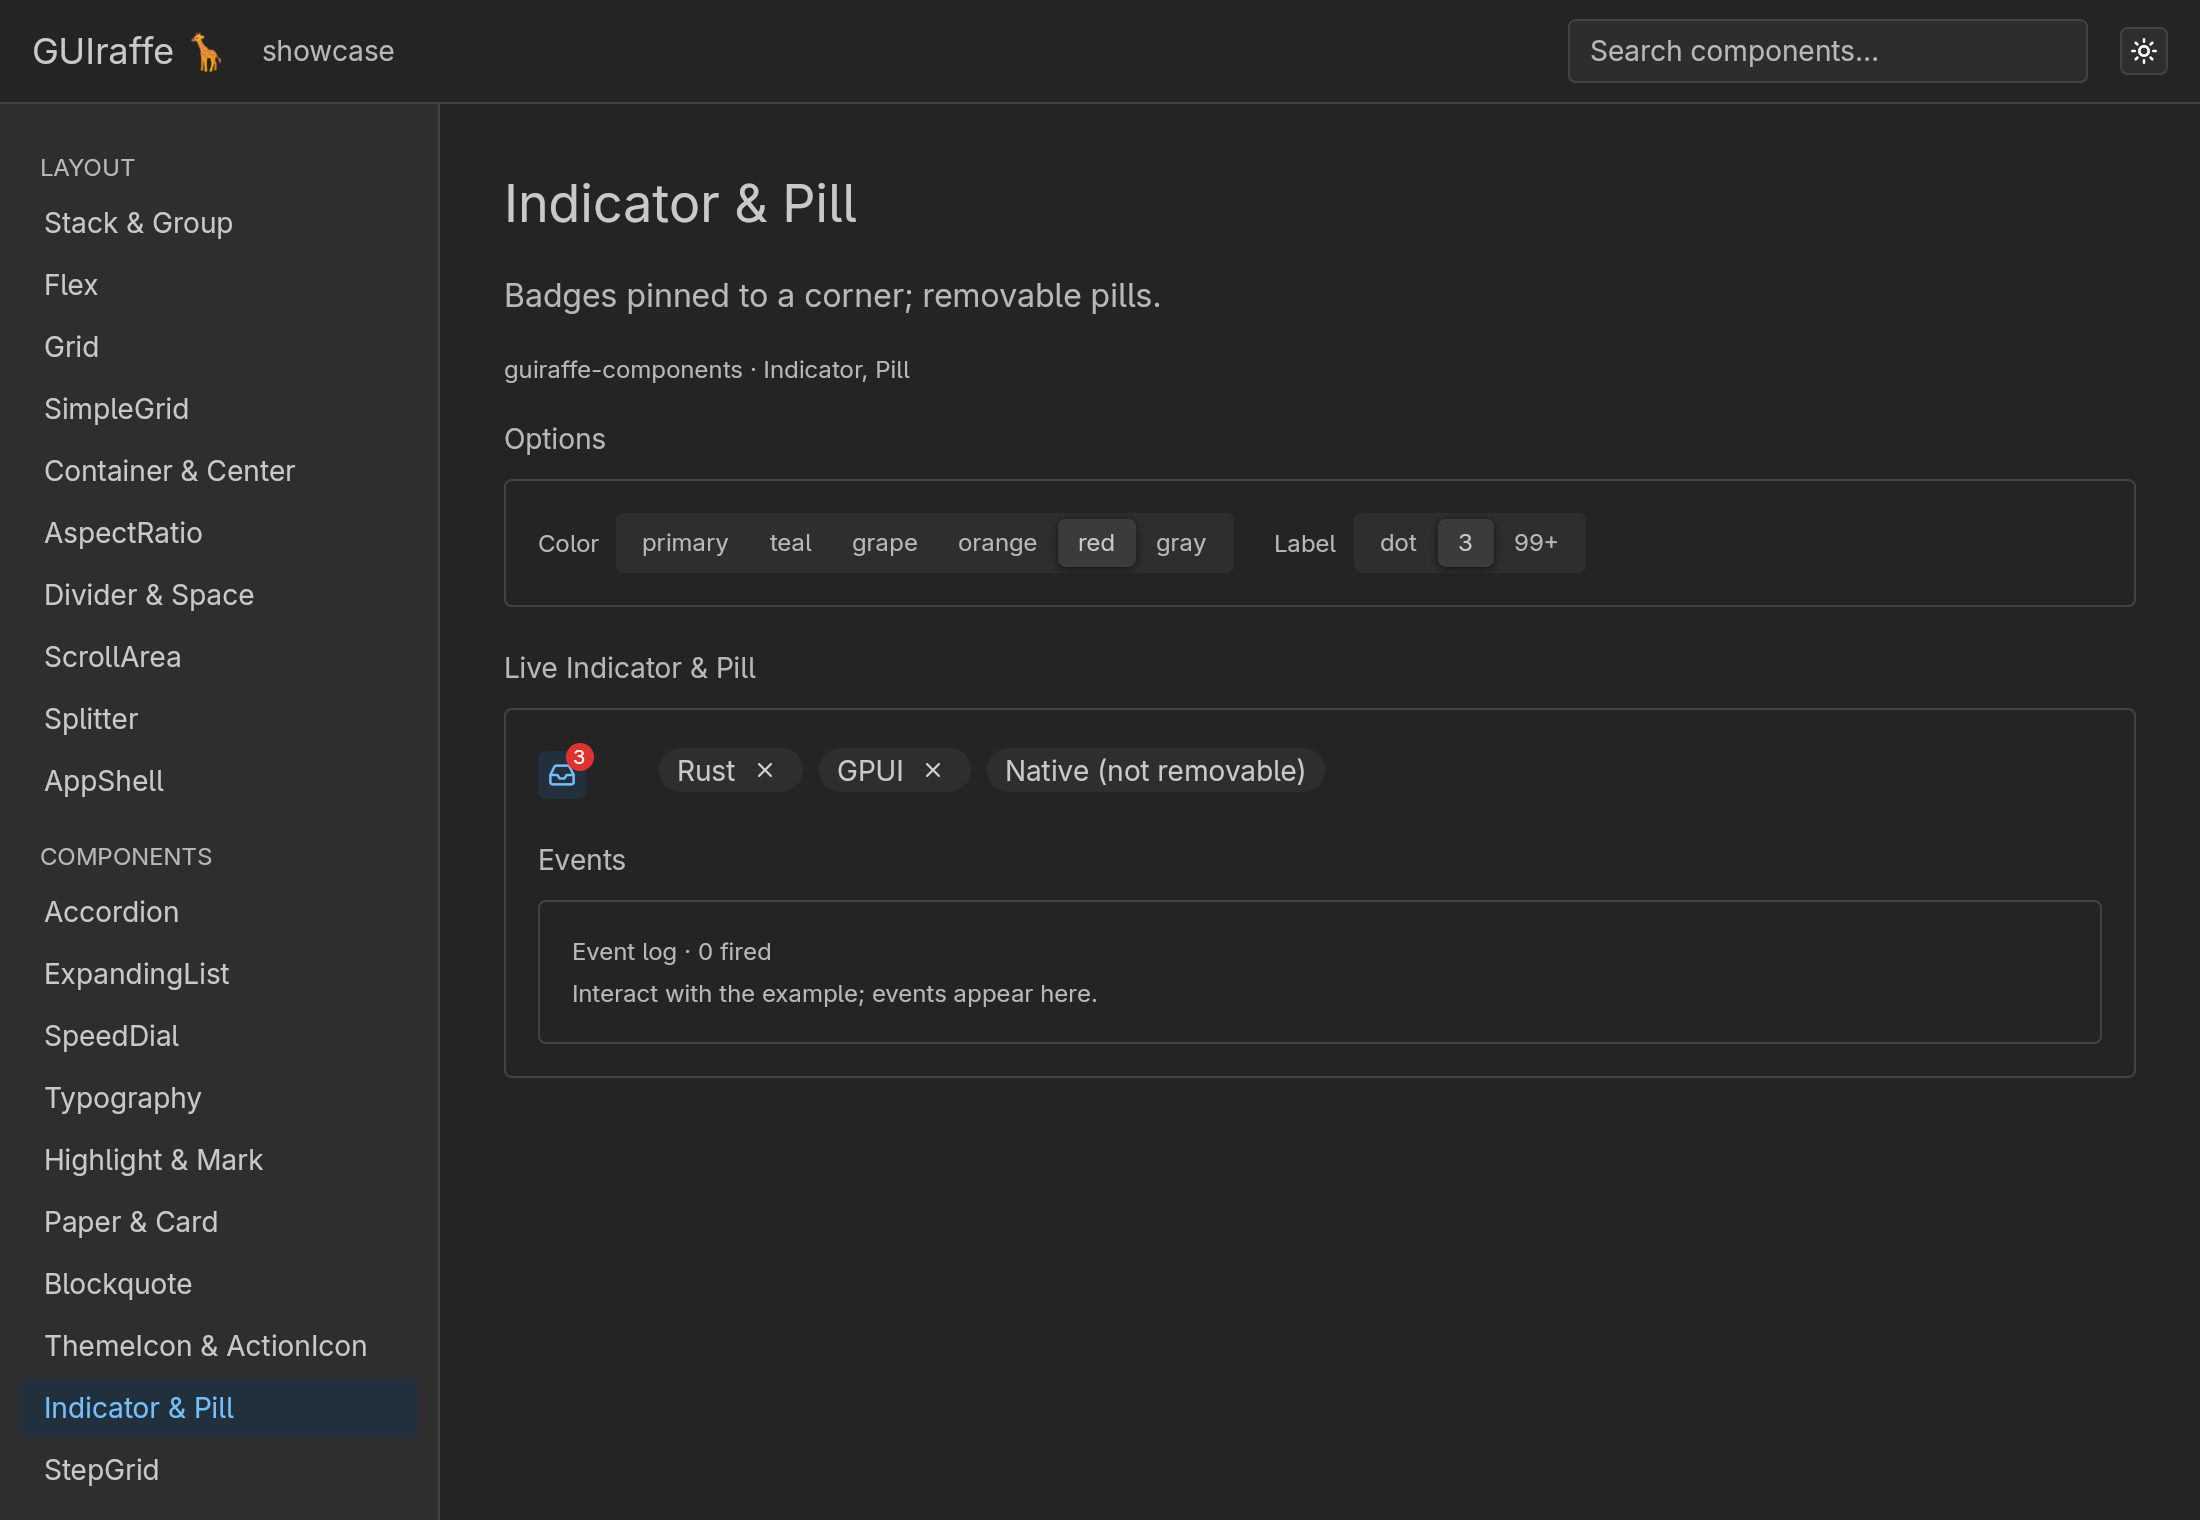 GUIraffe 🦒 showcase
Search components...
LAYOUT
Stack & Group
Flex
Grid
SimpleGrid
Container & Center
AspectRatio
Divider & Space
ScrollArea
Splitter
AppShell
COMPONENTS
Accordion
ExpandingList
SpeedDial
Typography
Highlight & Mark
Paper & Card
Blockquote
ThemeIcon & ActionIcon
Indicator & Pill
StepGrid
Indicator & Pill
Badges pinned to a corner; removable pills.
guiraffe-components · Indicator, Pill
Options
Color primary teal grape orange red gray Label dot 3 99+
Live Indicator & Pill
3 Rust × GPUI × Native (not removable)
Events
Event log · 0 fired
Interact with the example; events appear here.